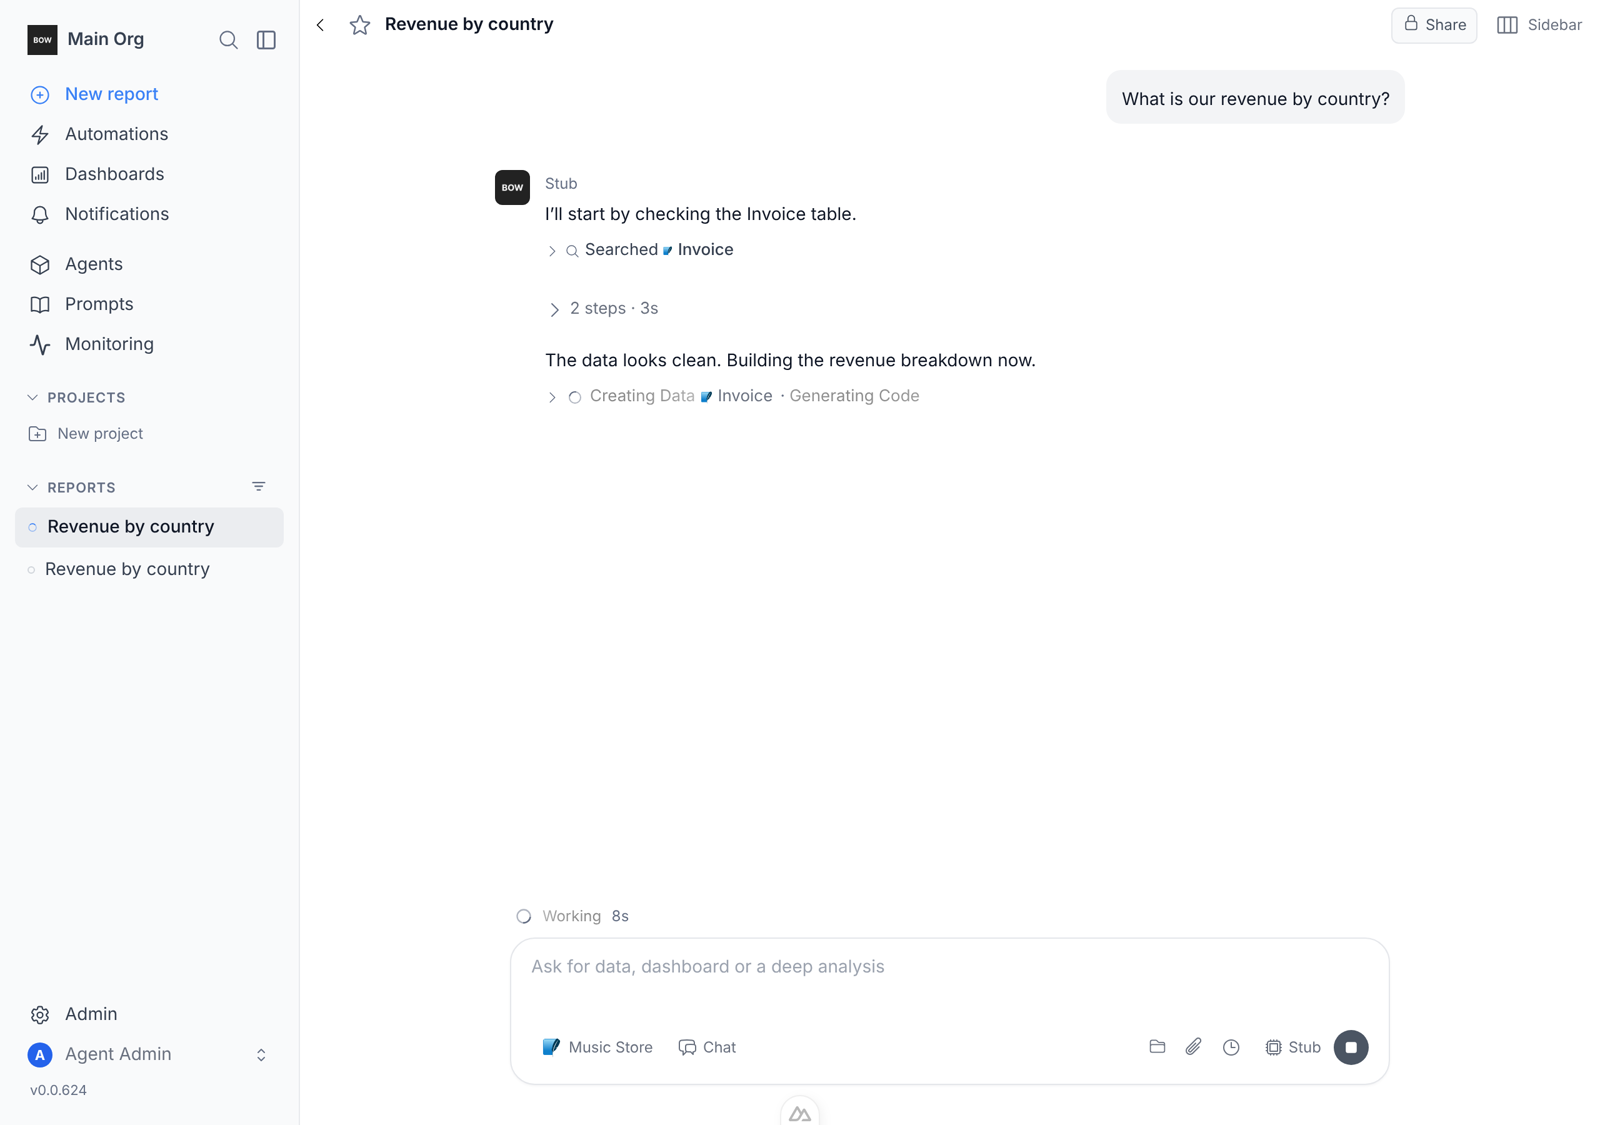 BOW Main Org
New report
Automations
Dashboards
Notifications
Agents
Prompts
Monitoring
PROJECTS
New project
REPORTS
Revenue by country
Revenue by country
Admin
A Agent Admin
v0.0.624
Revenue by country
Share
Sidebar
What is our revenue by country?
BOW Stub
I’ll start by checking the Invoice table.
Searched Invoice
2 steps · 3s
The data looks clean. Building the revenue breakdown now.
Creating Data Invoice · Generating Code
Working 8s
Ask for data, dashboard or a deep analysis
Music Store Chat Stub